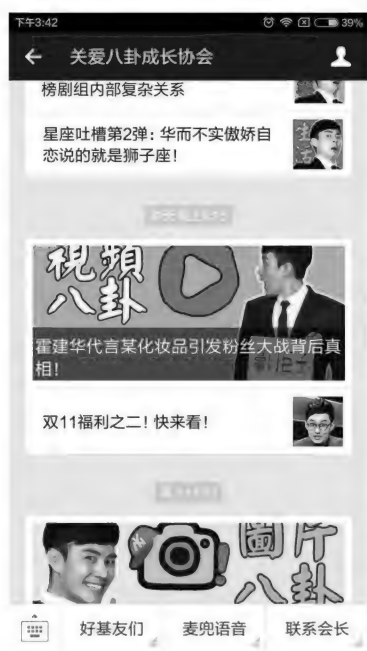 下午3:42
39%
关爱八卦成长协会
榜剧组内部复杂关系
星座吐槽第2弹：华而不实傲娇自
恋说的就是狮子座！
視頻
八卦
霍建华代言某化妆品引发粉丝大战背后真
相！
双11福利之二！快来看！
圖片
八卦
好基友们
麦兜语音
联系会长